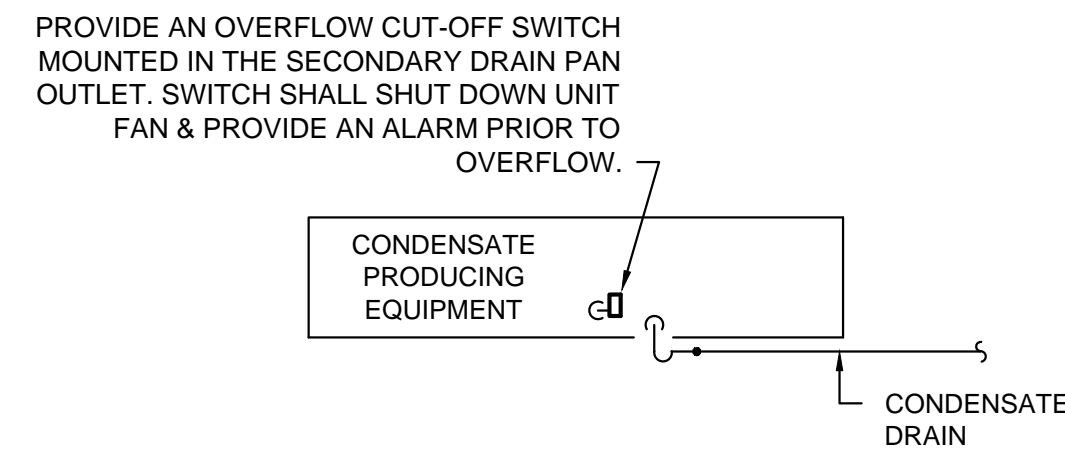 PROVIDE AN OVERFLOW CUT-OFF SWITCH
MOUNTED IN THE SECONDARY DRAIN PAN
OUTLET. SWITCH SHALL SHUT DOWN UNIT
FAN & PROVIDE AN ALARM PRIOR TO
OVERFLOW.
CONDENSATE
PRODUCING
EQUIPMENT
CONDENSATE
DRAIN